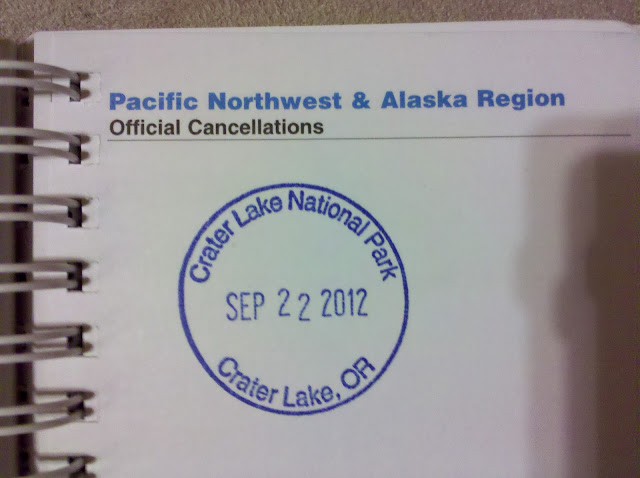 Pacific Northwest & Alaska Region
Official Cancellations
Crater Lake National Park
SEP 22 2012
Crater Lake, OR